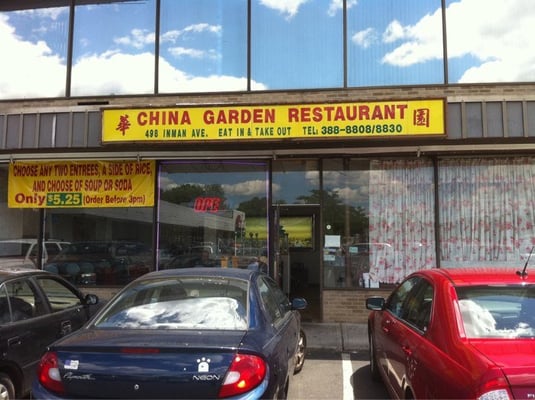 華 CHINA GARDEN RESTAURANT 園
498 INMAN AVE. EAT IN & TAKE OUT TEL: 388-8808/8830
CHOOSE ANY TWO ENTREES, A SIDE OF RICE,
AND CHOOSE OF SOUP OR SODA
Only $5.25 (Order Before 3pm)
Plymouth
NEON